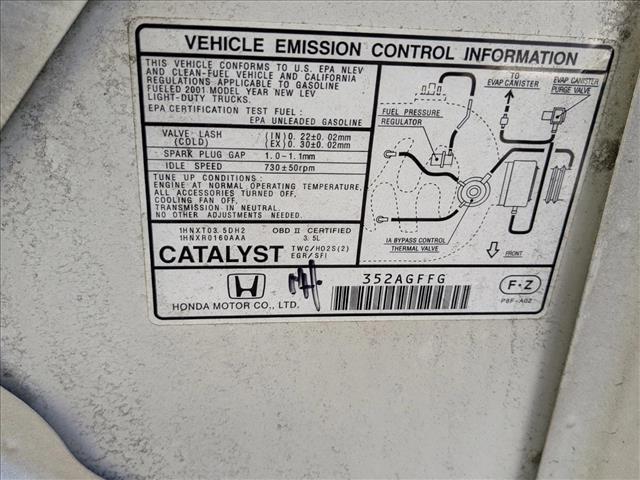 VEHICLE EMISSION CONTROL INFORMATION
THIS VEHICLE CONFORMS TO U.S. EPA NLEV
AND CLEAN-FUEL VEHICLE AND CALIFORNIA
REGULATIONS APPLICABLE TO GASOLINE
FUELED 2001 MODEL YEAR NEW LEV
LIGHT-DUTY TRUCKS.
EPA CERTIFICATION TEST FUEL:
EPA UNLEADED GASOLINE
VALVE LASH (IN) 0.22±0.02mm
(COLD) (EX) 0.30±0.02mm
SPARK PLUG GAP 1.0-1.1mm
IDLE SPEED 730±50rpm
TUNE UP CONDITIONS:
ENGINE AT NORMAL OPERATING TEMPERATURE,
ALL ACCESSORIES TURNED OFF,
COOLING FAN OFF,
TRANSMISSION IN NEUTRAL.
NO OTHER ADJUSTMENTS NEEDED.
1HNXT03.5DH2 OBD II CERTIFIED
1HNXR0160AAA 3.5L
CATALYST TWC/HO2S(2)
EGR/SFI
TO
EVAP CANISTER
EVAP CANISTER
PURGE VALVE
FUEL PRESSURE
REGULATOR
IA BYPASS CONTROL
THERMAL VALVE
FRONT
HONDA MOTOR CO., LTD.
352AGFFG
F·Z
P8F-A02